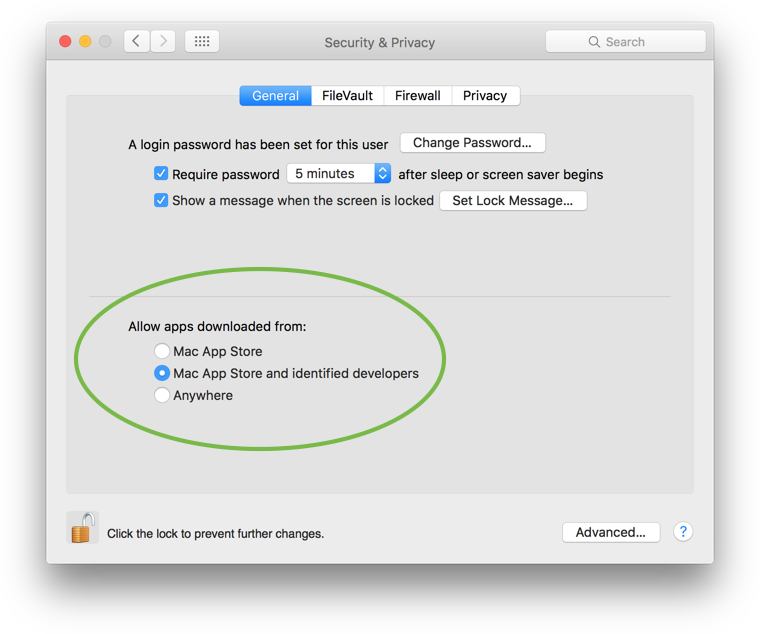 Security & Privacy
Search
General FileVault Firewall Privacy
A login password has been set for this user Change Password...
Require password 5 minutes after sleep or screen saver begins
Show a message when the screen is locked Set Lock Message...
Allow apps downloaded from:
Mac App Store
Mac App Store and identified developers
Anywhere
Click the lock to prevent further changes.
Advanced... ?